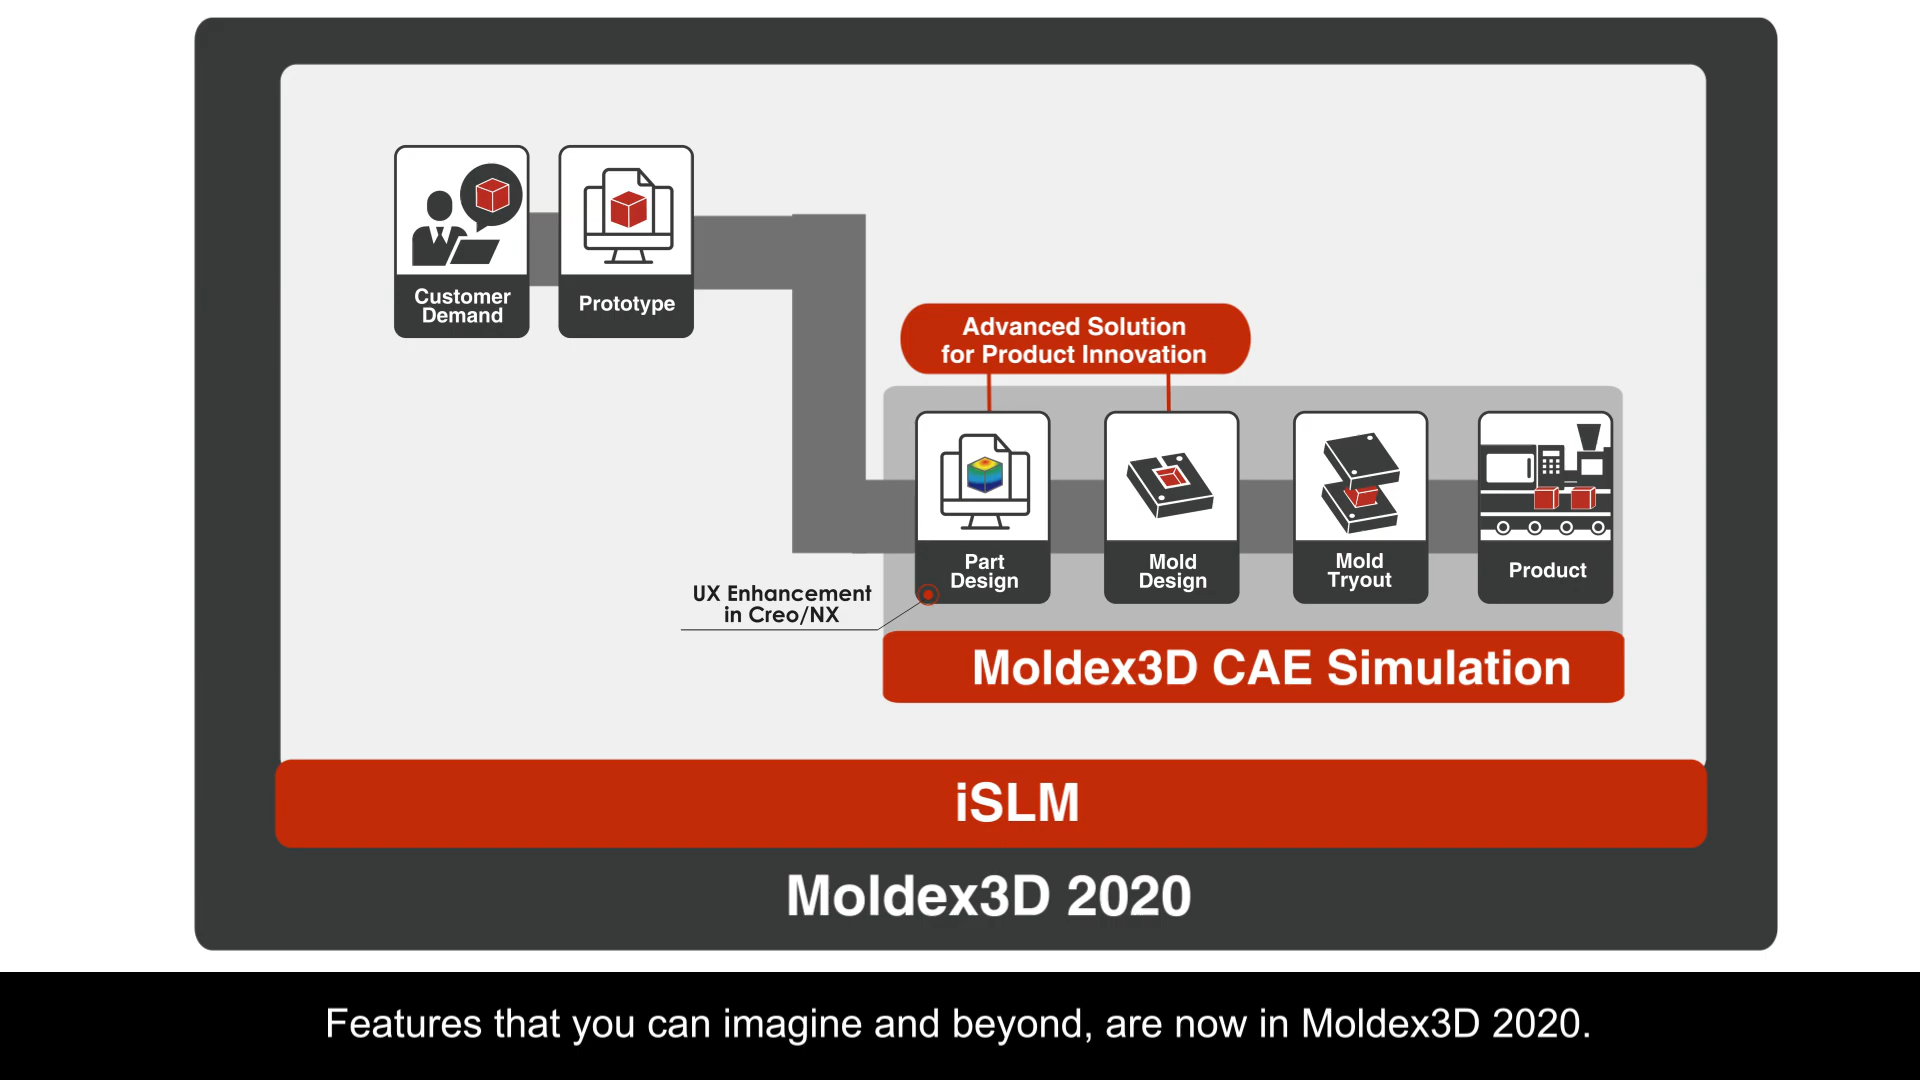 Customer
Demand
Prototype
Advanced Solution
for Product Innovation
Part
Design
Mold
Design
Mold
Tryout
Product
UX Enhancement
in Creo/NX
Moldex3D CAE Simulation
iSLM
Moldex3D 2020
Features that you can imagine and beyond, are now in Moldex3D 2020.